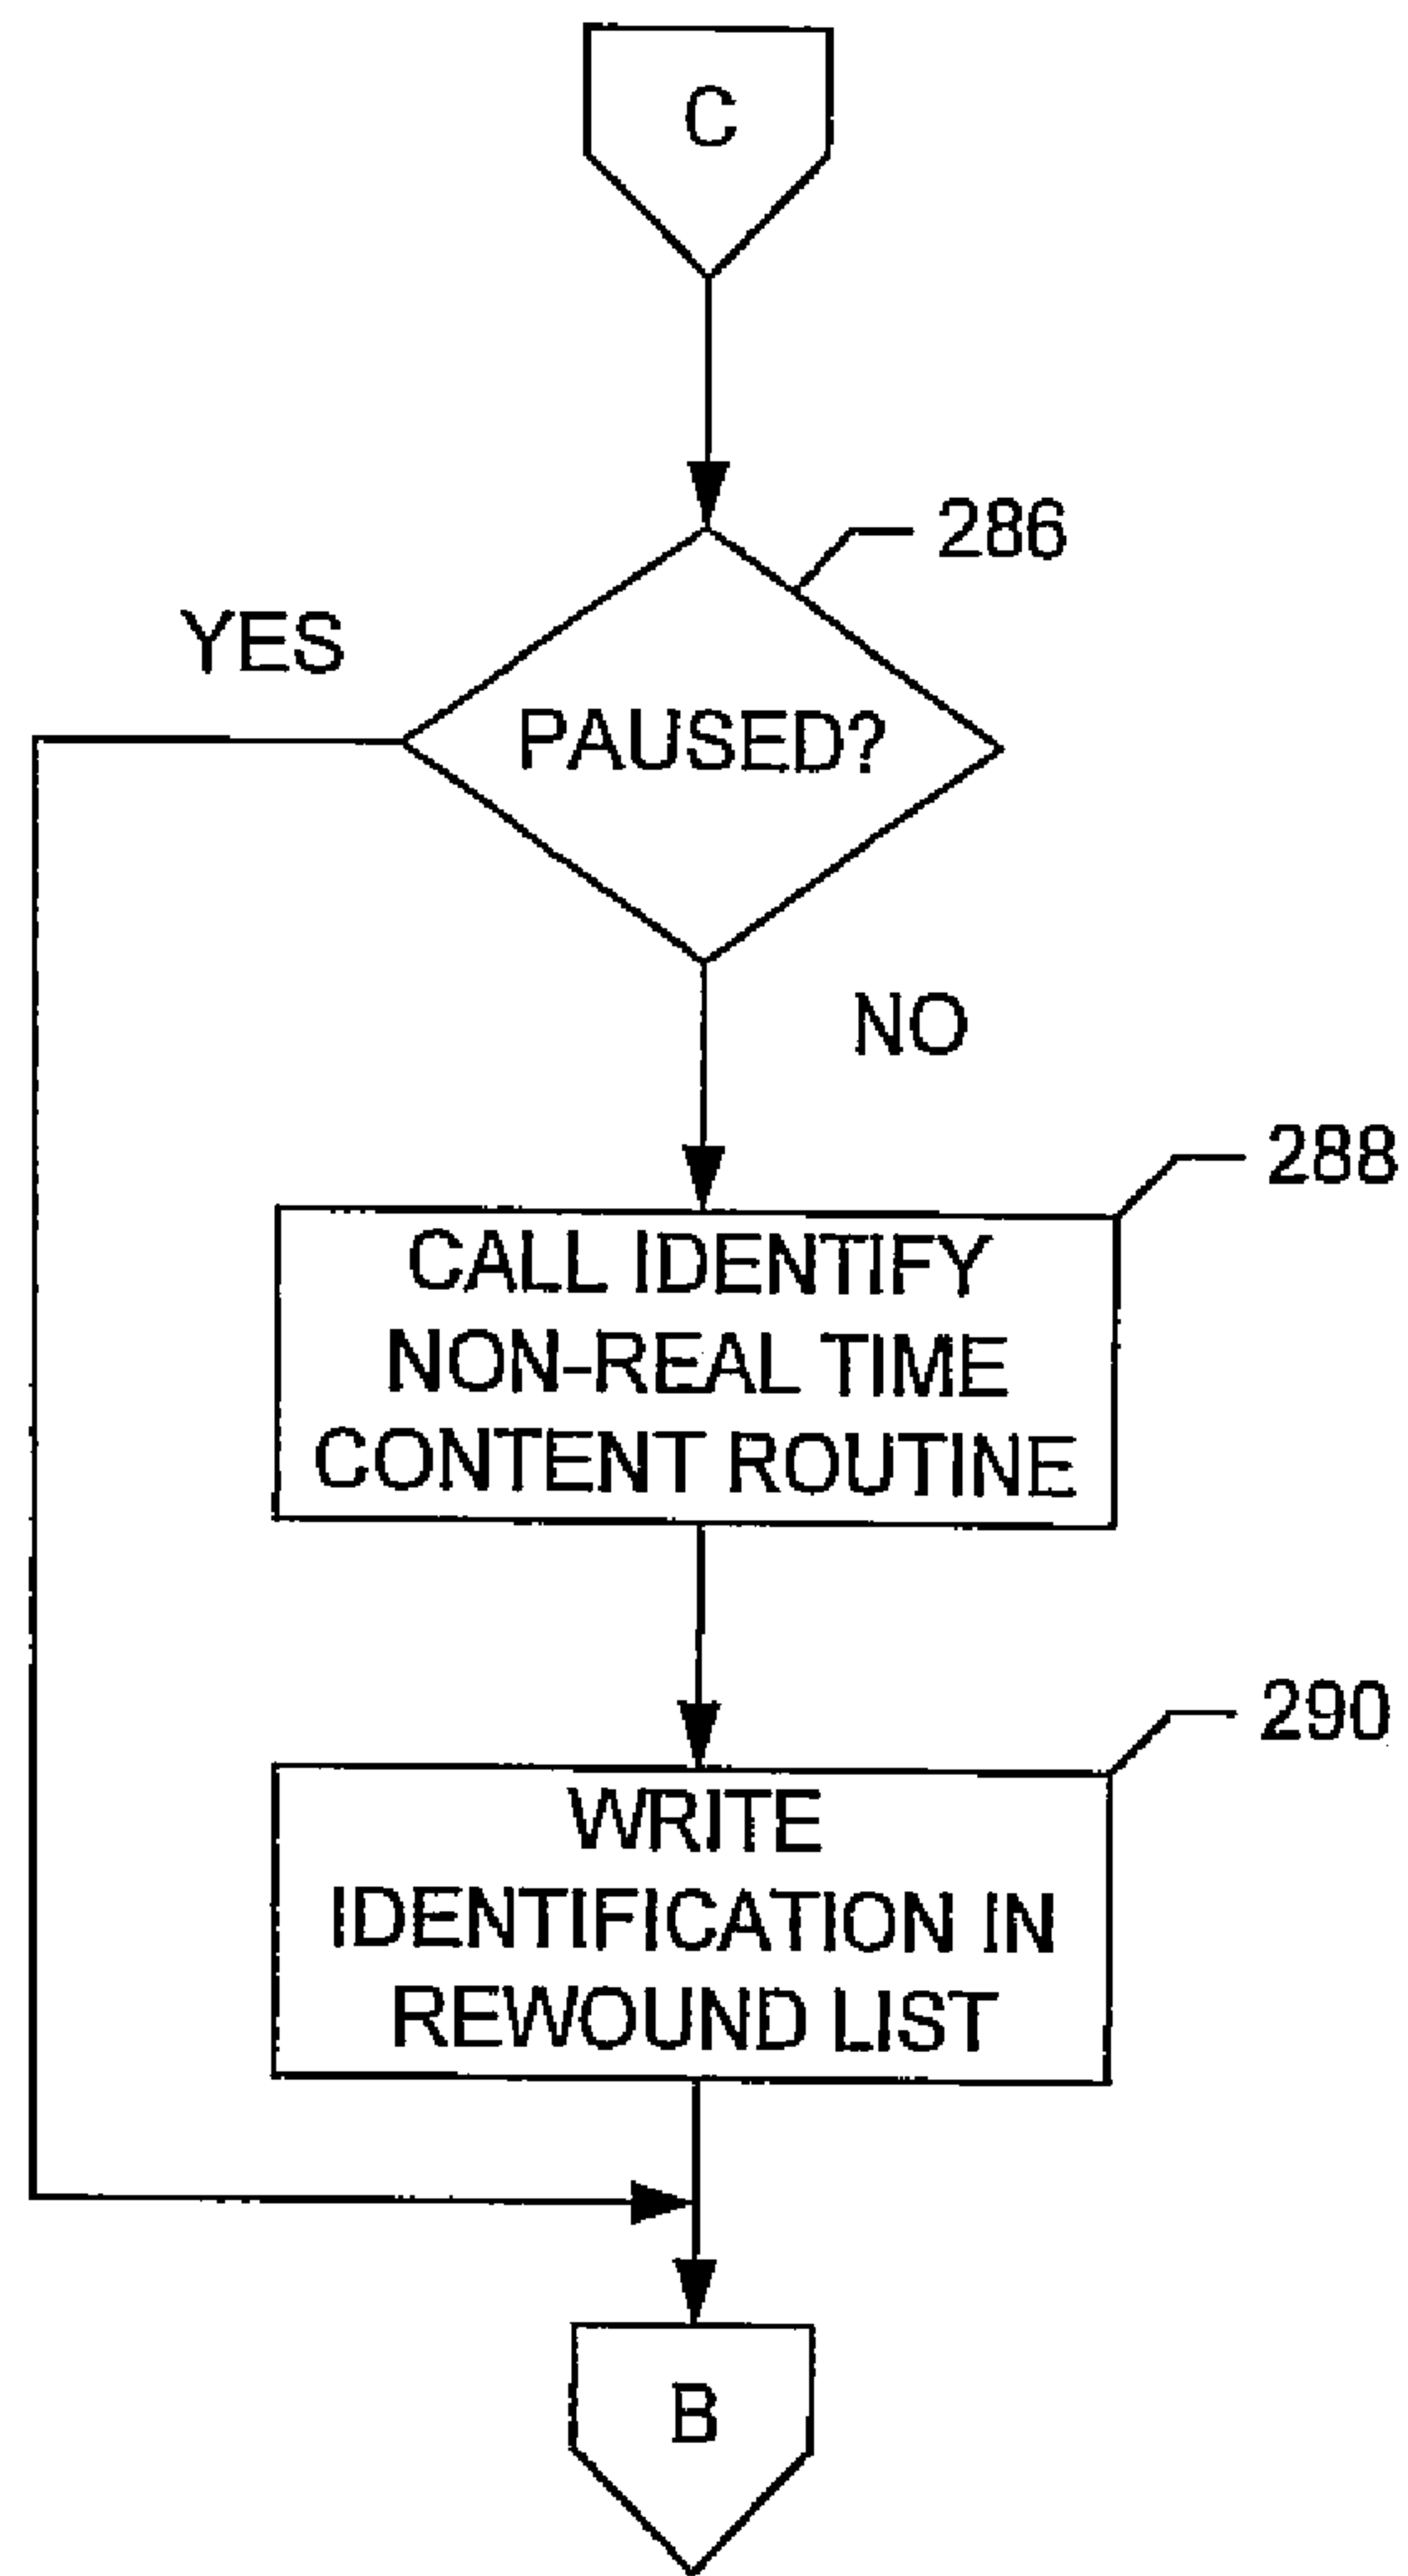 C
286
YES
PAUSED?
NO
288
CALL IDENTIFY
NON-REAL TIME
CONTENT ROUTINE
290
WRITE
IDENTIFICATION IN
REWOUND LIST
B